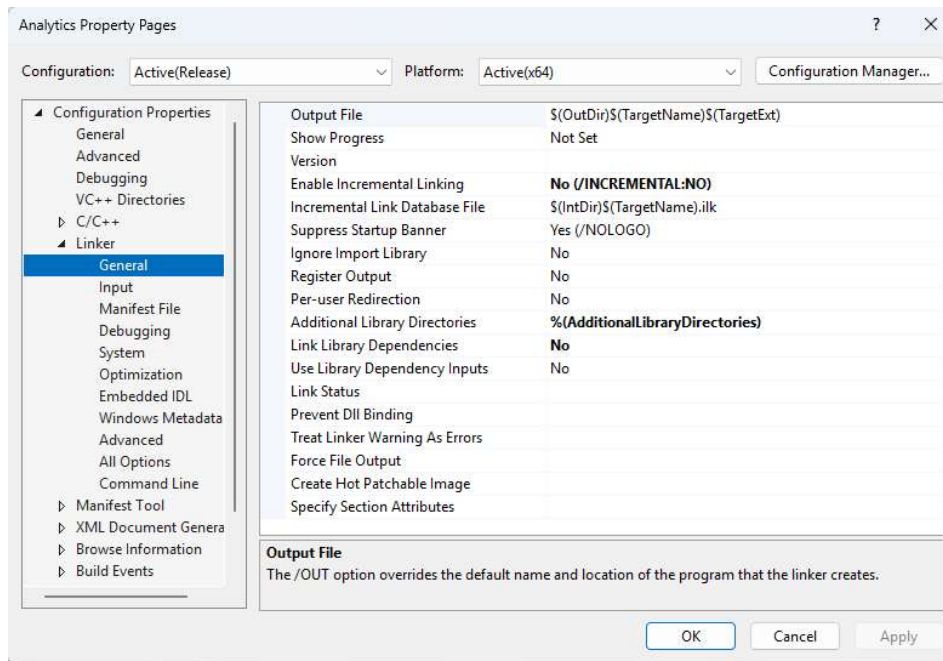 Analytics Property Pages ? ✕
Configuration: Active(Release) Platform: Active(x64) Configuration Manager...
Configuration Properties
General
Advanced
Debugging
VC++ Directories
C/C++
Linker
General
Input
Manifest File
Debugging
System
Optimization
Embedded IDL
Windows Metadata
Advanced
All Options
Command Line
Manifest Tool
XML Document Genera
Browse Information
Build Events
Output File $(OutDir)$(TargetName)$(TargetExt)
Show Progress Not Set
Version
Enable Incremental Linking No (/INCREMENTAL:NO)
Incremental Link Database File $(IntDir)$(TargetName).ilk
Suppress Startup Banner Yes (/NOLOGO)
Ignore Import Library No
Register Output No
Per-user Redirection No
Additional Library Directories %(AdditionalLibraryDirectories)
Link Library Dependencies No
Use Library Dependency Inputs No
Link Status
Prevent Dll Binding
Treat Linker Warning As Errors
Force File Output
Create Hot Patchable Image
Specify Section Attributes
Output File
The /OUT option overrides the default name and location of the program that the linker creates.
OK Cancel Apply